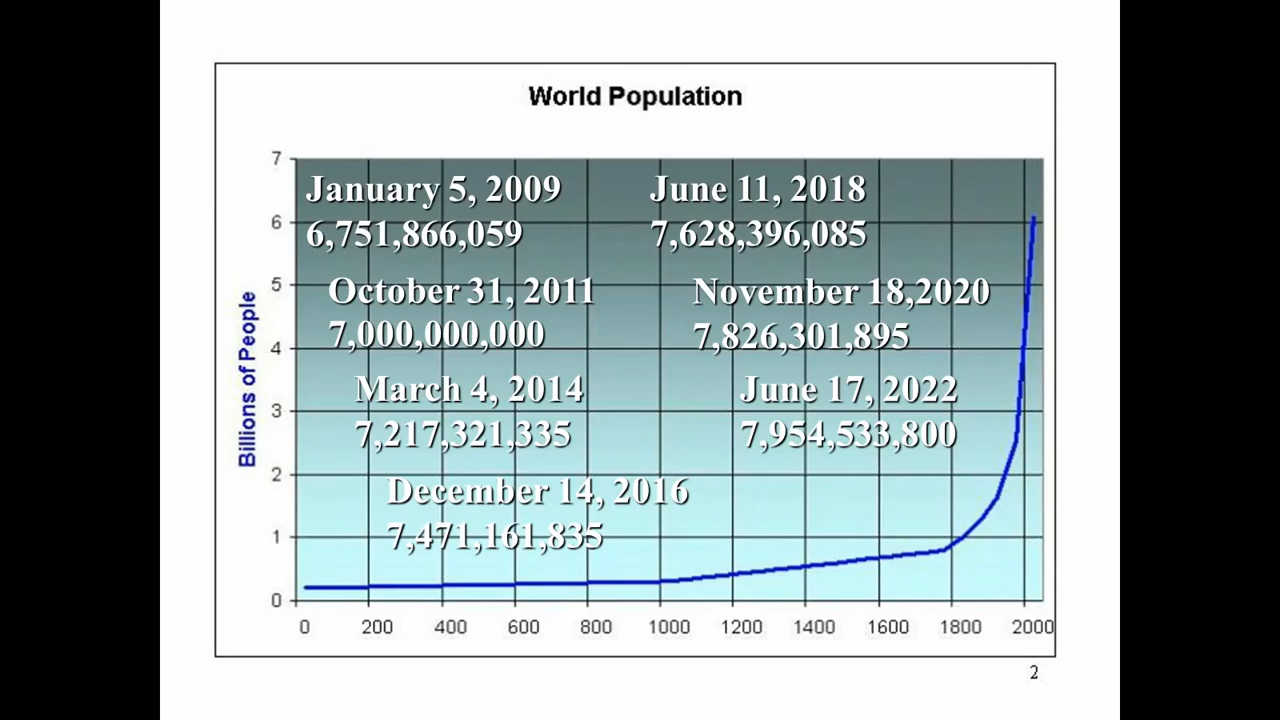 World Population
7
6
5
4
3
2
1
0
Billions of People
January 5, 2009
6,751,866,059
October 31, 2011
7,000,000,000
March 4, 2014
7,217,321,335
December 14, 2016
7,471,161,835
June 11, 2018
7,628,396,085
November 18,2020
7,826,301,895
June 17, 2022
7,954,533,800
0 200 400 600 800 1000 1200 1400 1600 1800 2000
2